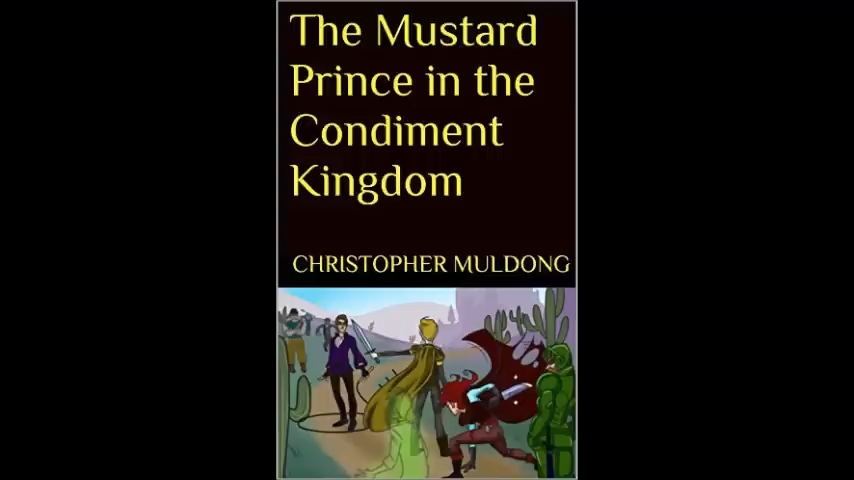 The Mustard
Prince in the
Condiment
Kingdom
CHRISTOPHER MULDONG